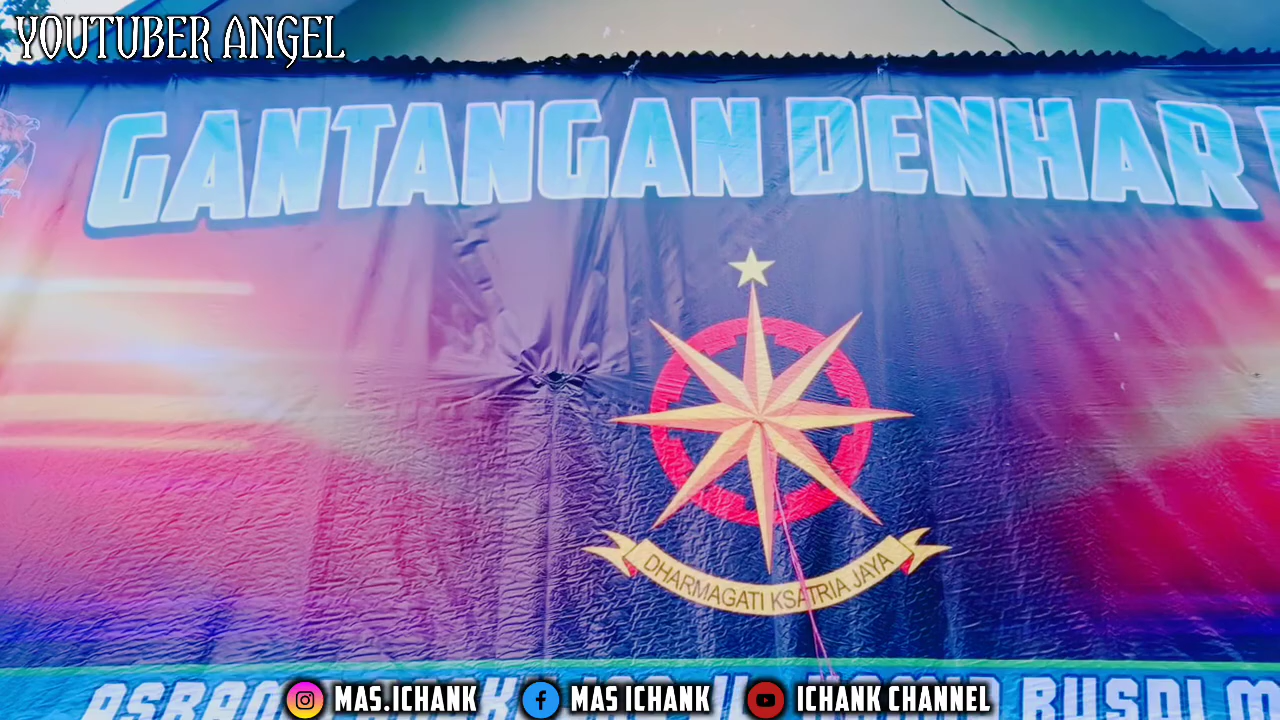 YOUTUBER ANGEL
GANTANGAN DENHAR
DHARMAGATI KSATRIA JAYA
MAS.ICHANK
MAS ICHANK
ICHANK CHANNEL